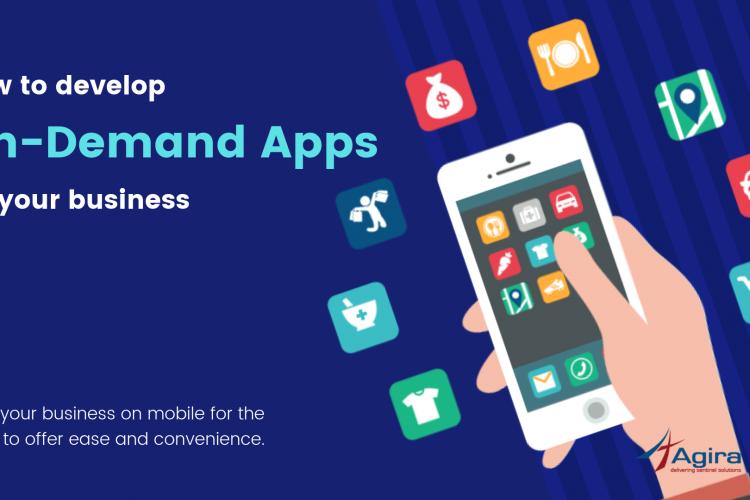 w to develop
n-Demand Apps
your business
your business on mobile for the
to offer ease and convenience.
Agira
delivering sentinel solutions